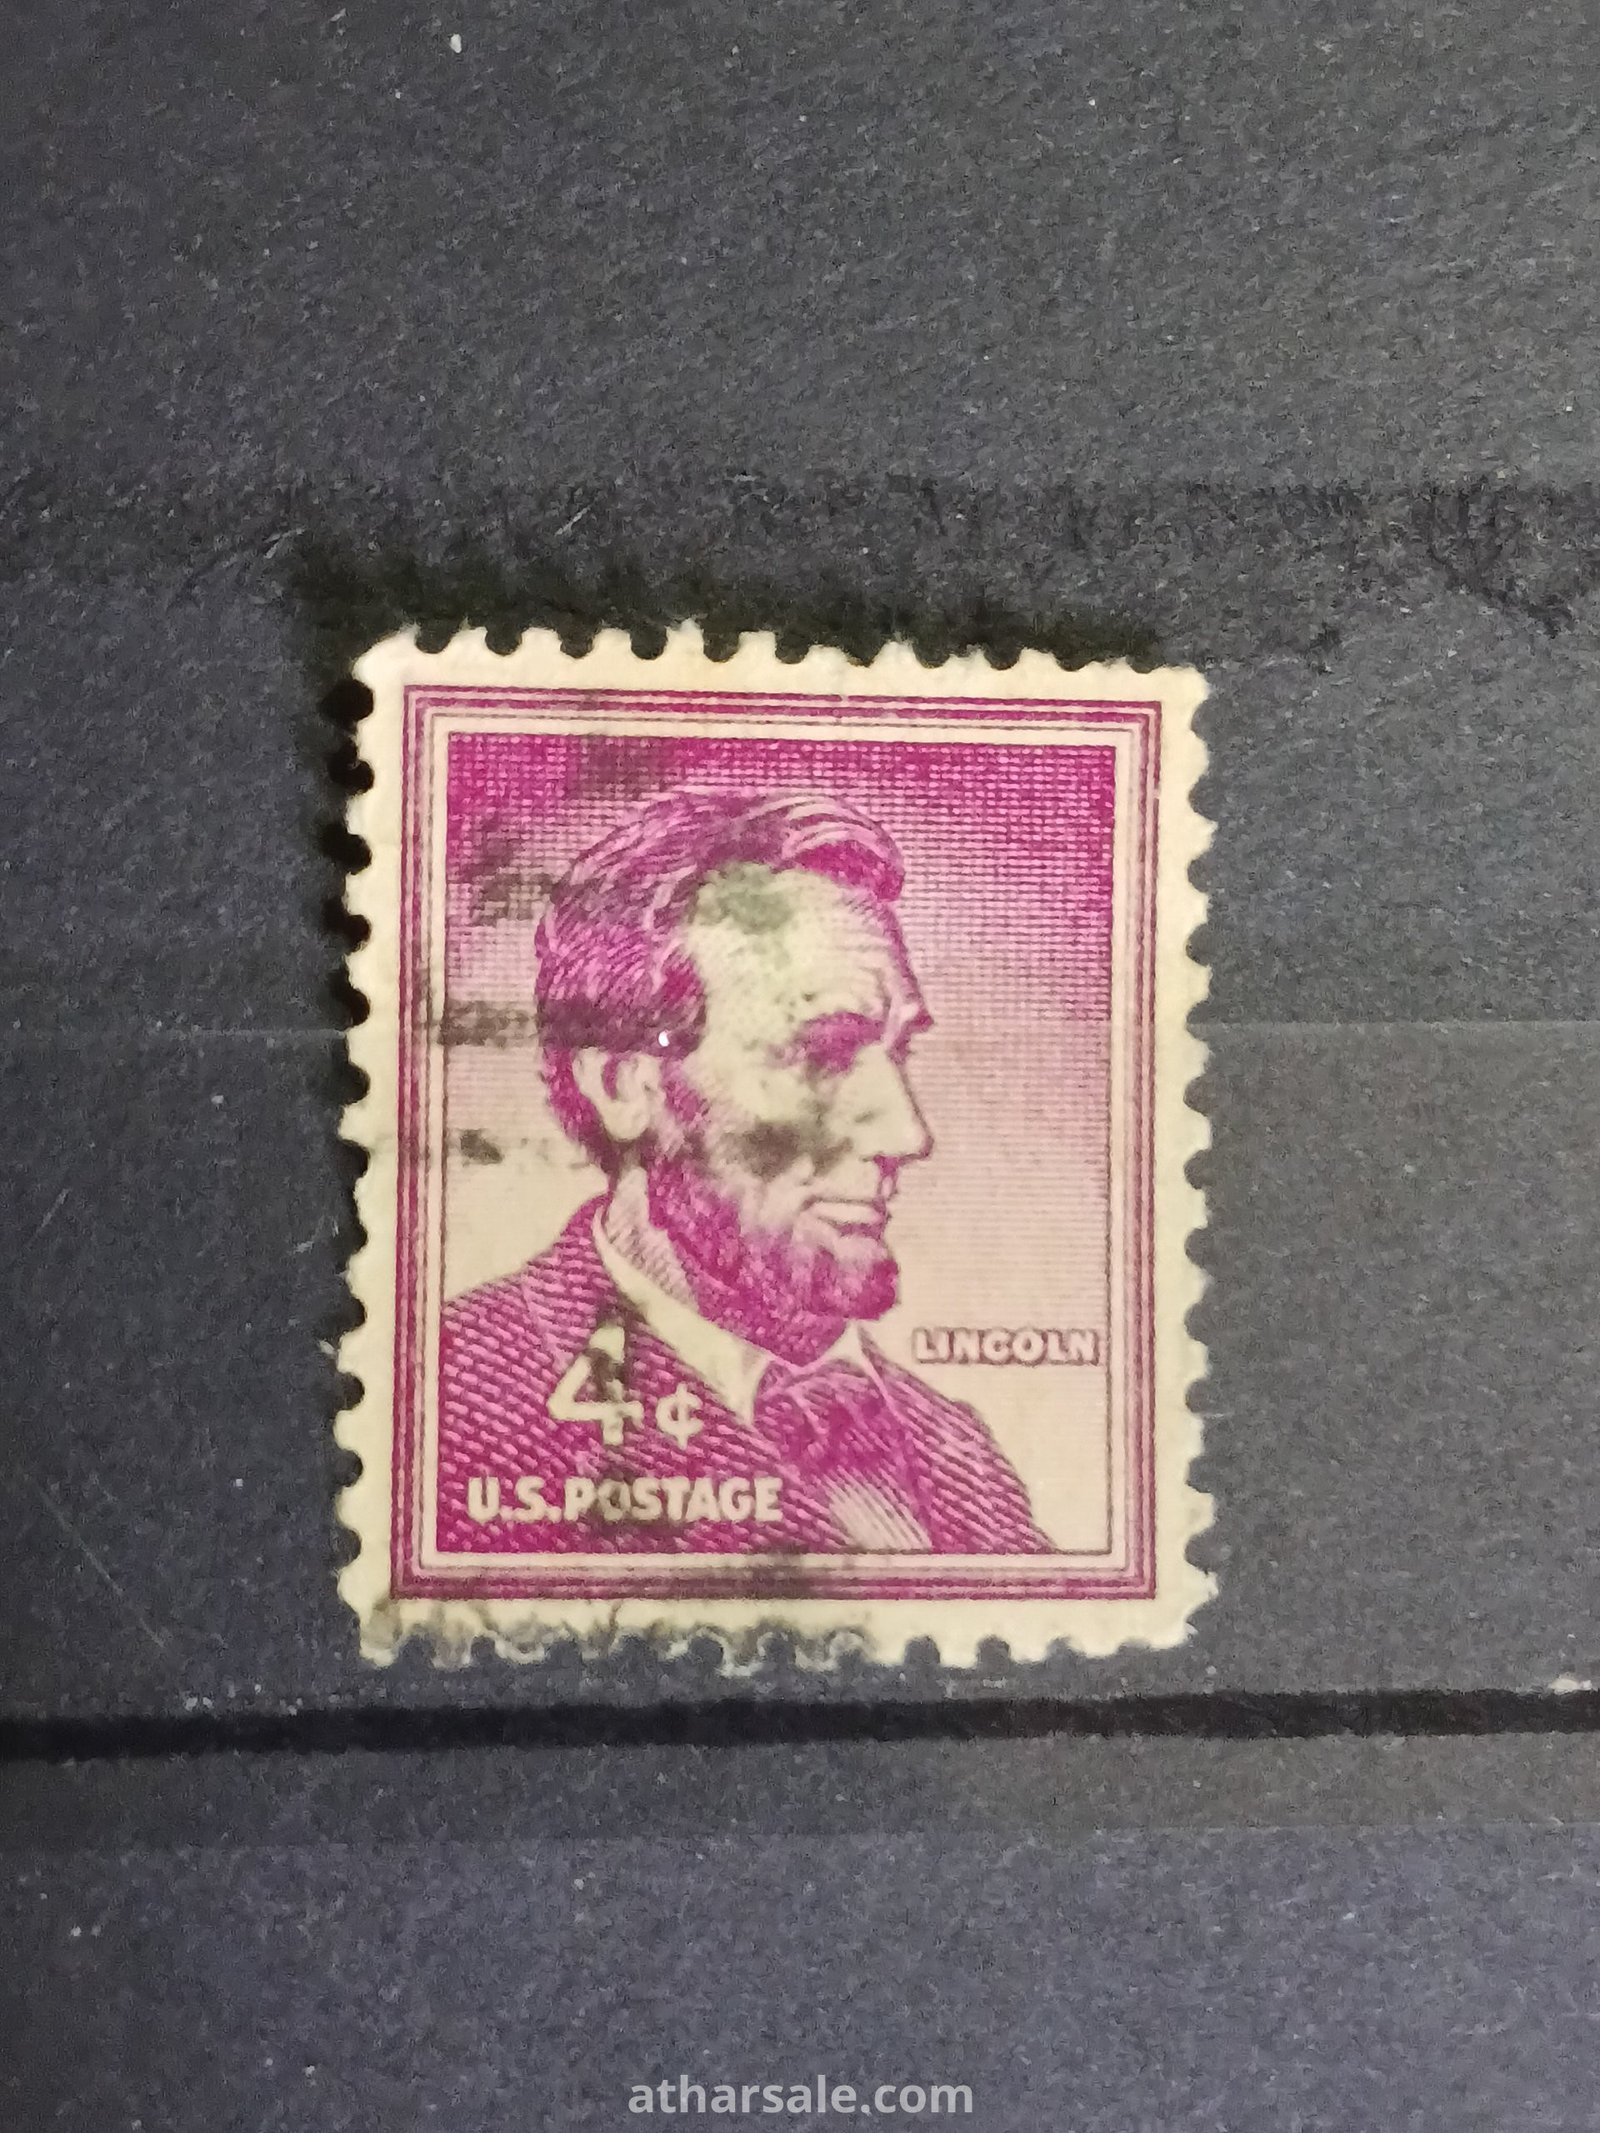 LINCOLN
4¢
U.S.POSTAGE
atharsale.com